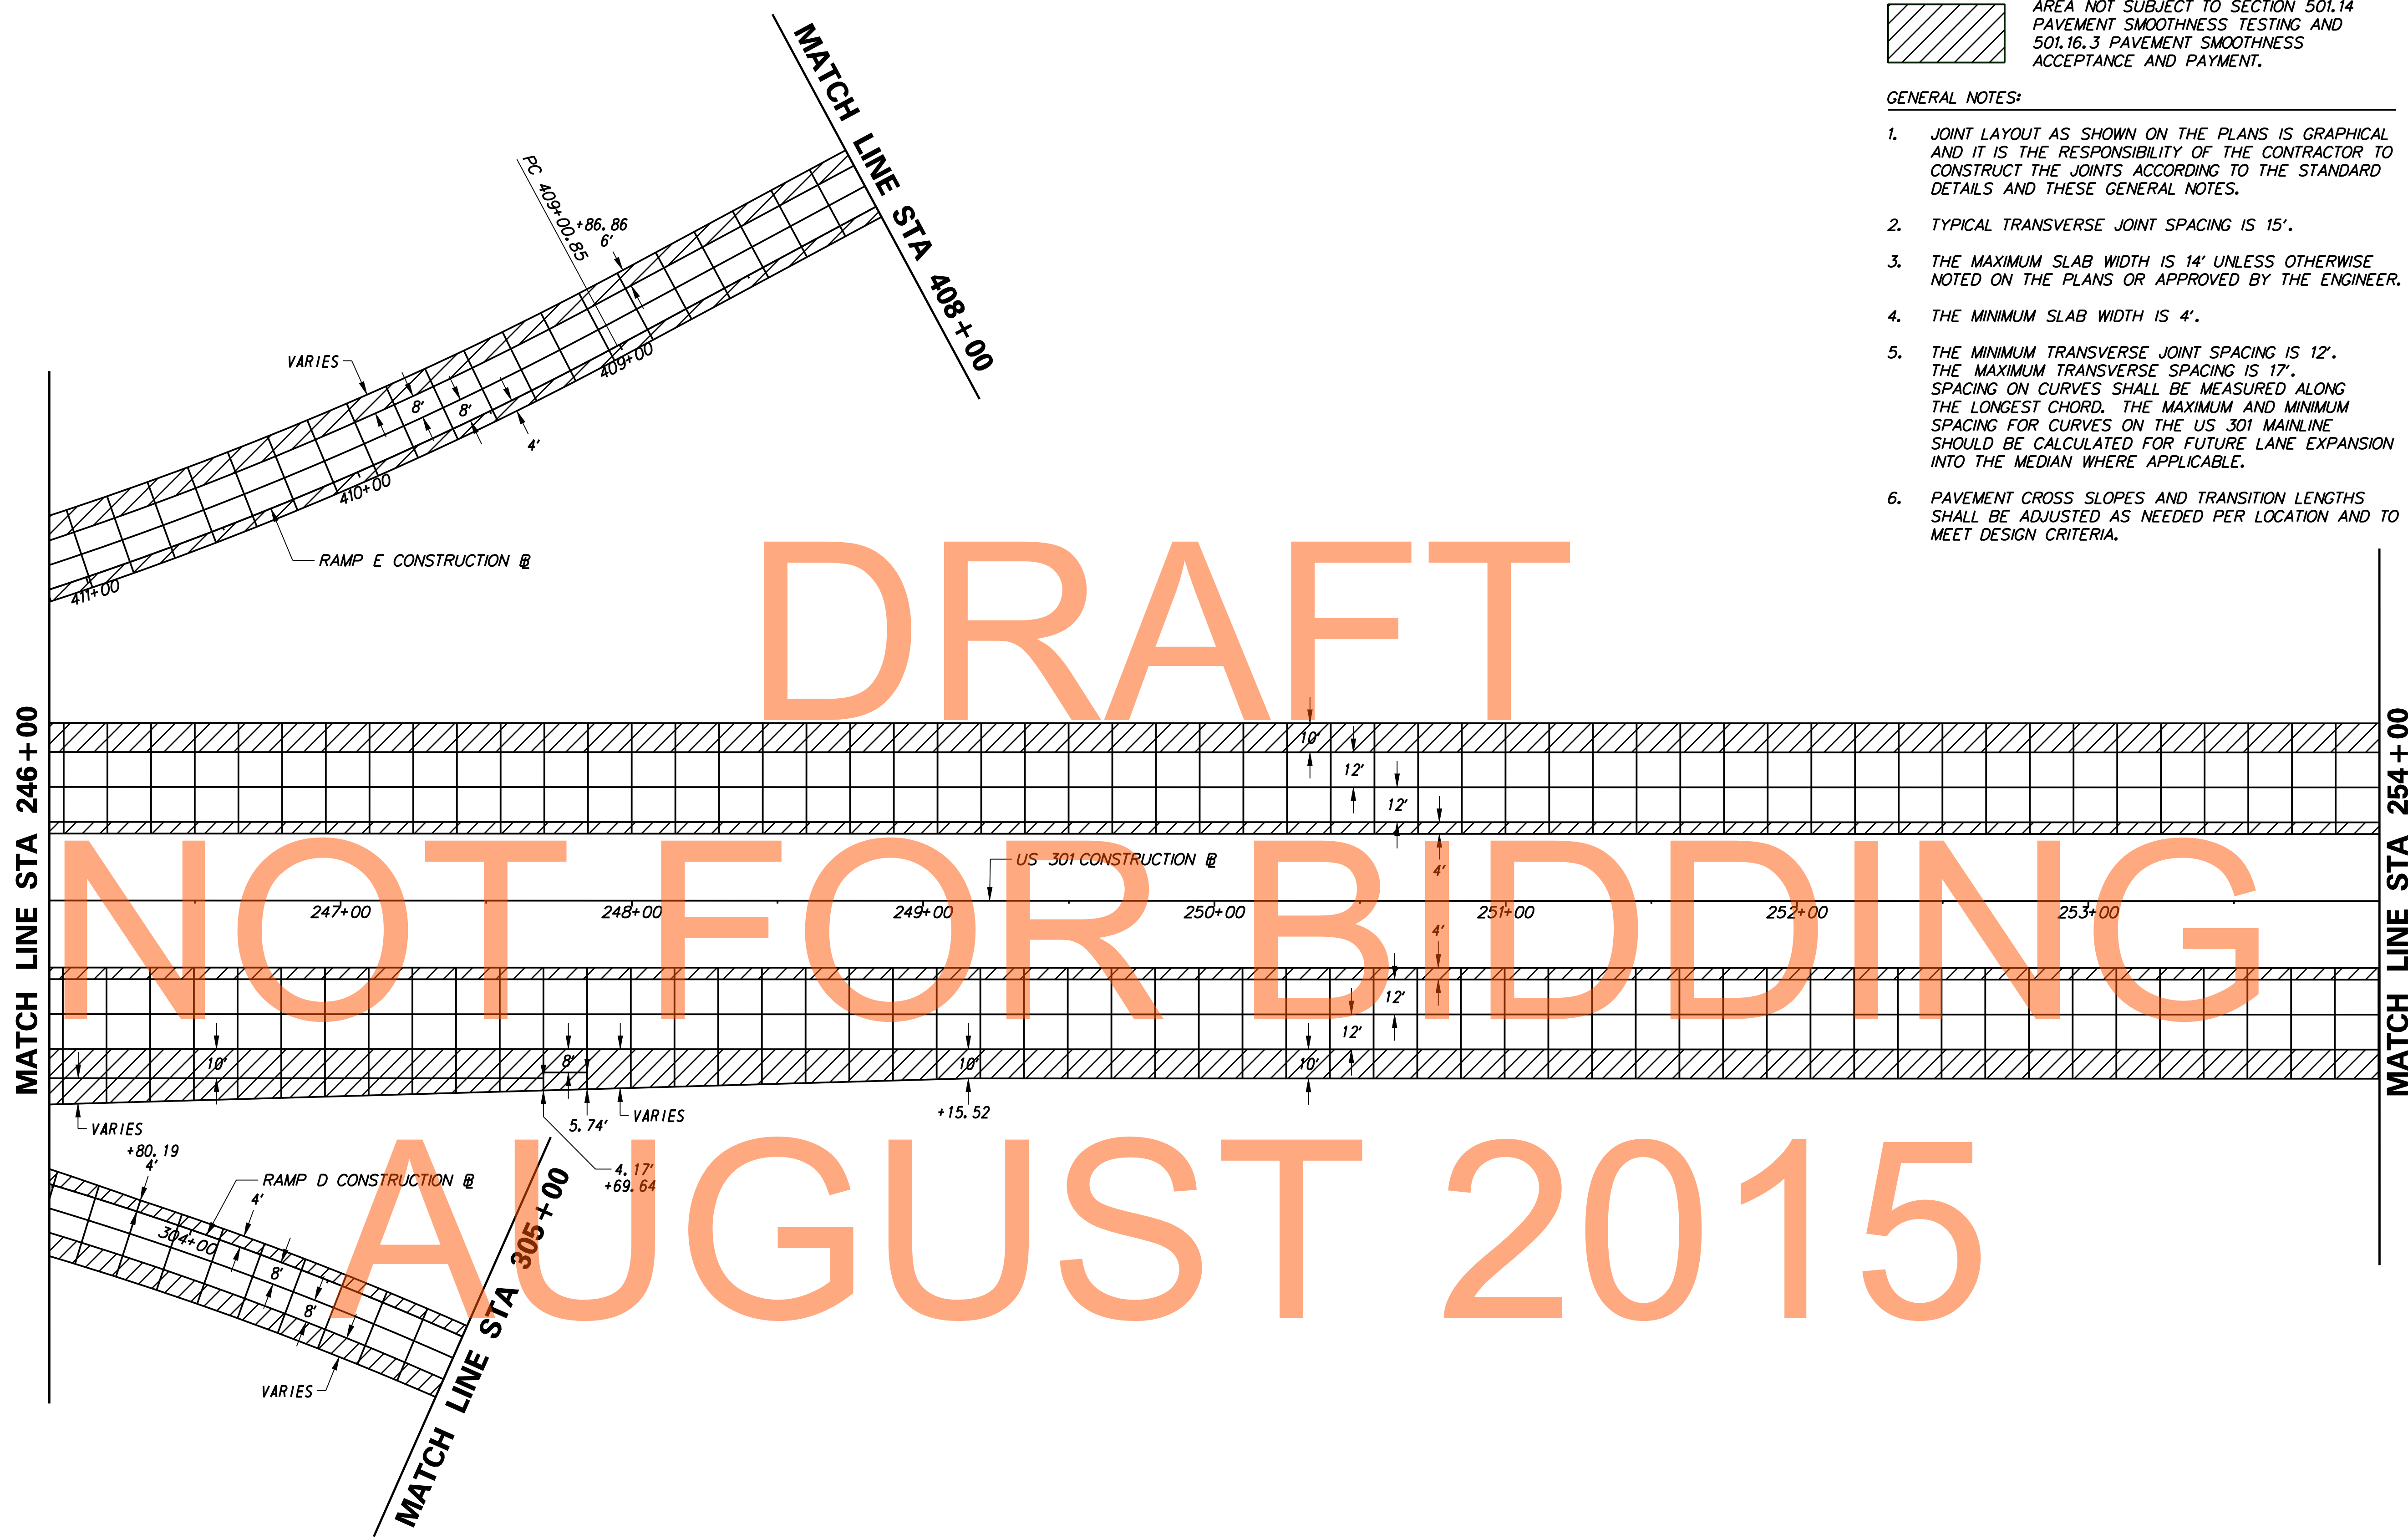 AREA NOT SUBJECT TO SECTION 501.14
PAVEMENT SMOOTHNESS TESTING AND
501.16.3 PAVEMENT SMOOTHNESS
ACCEPTANCE AND PAYMENT.
GENERAL NOTES:
1. JOINT LAYOUT AS SHOWN ON THE PLANS IS GRAPHICAL
AND IT IS THE RESPONSIBILITY OF THE CONTRACTOR TO
CONSTRUCT THE JOINTS ACCORDING TO THE STANDARD
DETAILS AND THESE GENERAL NOTES.
2. TYPICAL TRANSVERSE JOINT SPACING IS 15'.
3. THE MAXIMUM SLAB WIDTH IS 14' UNLESS OTHERWISE
NOTED ON THE PLANS OR APPROVED BY THE ENGINEER.
4. THE MINIMUM SLAB WIDTH IS 4'.
5. THE MINIMUM TRANSVERSE JOINT SPACING IS 12'.
THE MAXIMUM TRANSVERSE SPACING IS 17'.
SPACING ON CURVES SHALL BE MEASURED ALONG
THE LONGEST CHORD. THE MAXIMUM AND MINIMUM
SPACING FOR CURVES ON THE US 301 MAINLINE
SHOULD BE CALCULATED FOR FUTURE LANE EXPANSION
INTO THE MEDIAN WHERE APPLICABLE.
6. PAVEMENT CROSS SLOPES AND TRANSITION LENGTHS
SHALL BE ADJUSTED AS NEEDED PER LOCATION AND TO
MEET DESIGN CRITERIA.
MATCH LINE STA 408+00
PC 409+00.85
+86.86
6'
409+00
VARIES
8'
8'
4'
410+00
RAMP E CONSTRUCTION BL
411+00
DRAFT
MATCH LINE STA 246+00
MATCH LINE STA 254+00
10'
12'
12'
4'
US 301 CONSTRUCTION BL
247+00
248+00
249+00
250+00
251+00
252+00
253+00
NOT FOR BIDDING
4'
12'
12'
10'
8'
10'
10'
VARIES
5.74'
VARIES
+15.52
4.17'
+69.64
+80.19
4'
RAMP D CONSTRUCTION BL
4'
304+00
8'
8'
VARIES
MATCH LINE STA 305+00
AUGUST 2015